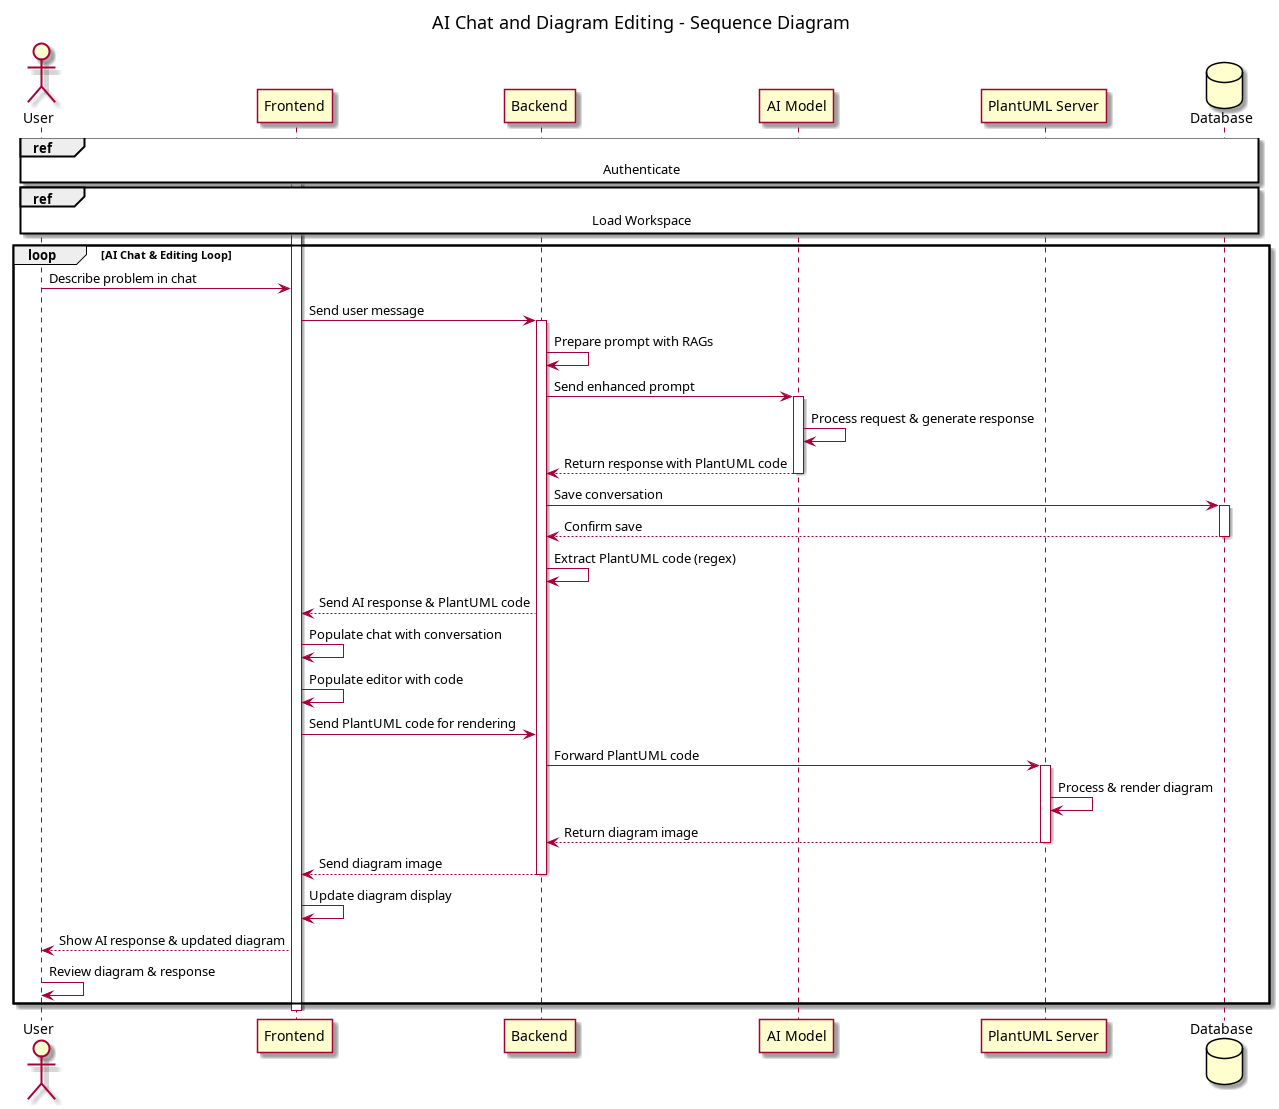 AI Chat and Diagram Editing - Sequence Diagram
User
Frontend
Backend
AI Model
PlantUML Server
Database
ref
Authenticate
ref
Load Workspace
loop [AI Chat & Editing Loop]
Describe problem in chat
Send user message
Prepare prompt with RAGs
Send enhanced prompt
Process request & generate response
Return response with PlantUML code
Save conversation
Confirm save
Extract PlantUML code (regex)
Send AI response & PlantUML code
Populate chat with conversation
Populate editor with code
Send PlantUML code for rendering
Forward PlantUML code
Process & render diagram
Return diagram image
Send diagram image
Update diagram display
Show AI response & updated diagram
Review diagram & response
User
Frontend
Backend
AI Model
PlantUML Server
Database